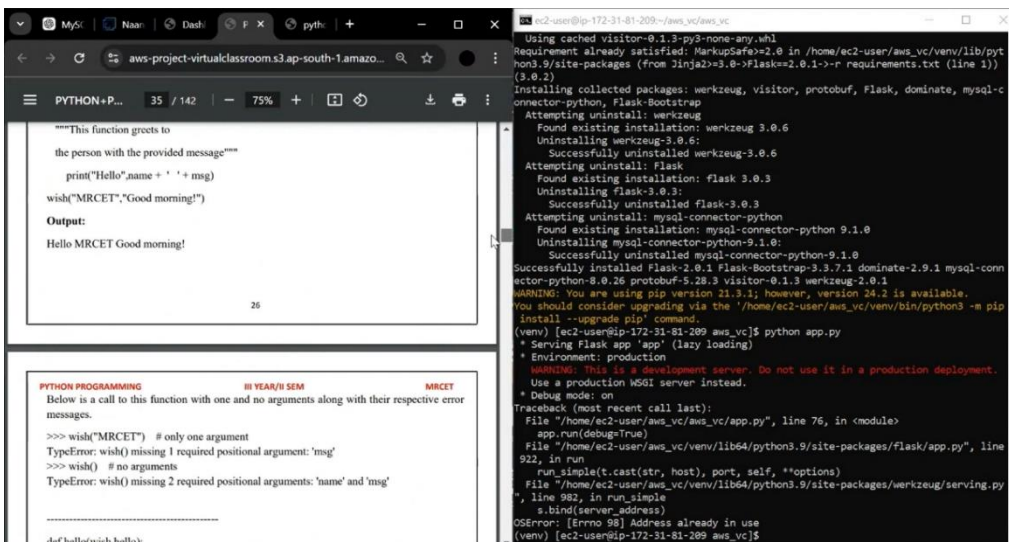 MySQ
Naan
Dashl
F
pytho
aws-project-virtualclassroom.s3.ap-south-1.amazo...
PYTHON+P...
35 / 142
75%
"""This function greets to
the person with the provided message"""
print("Hello",name + ' ' + msg)
wish("MRCET","Good morning!")
Output:
Hello MRCET Good morning!
26
PYTHON PROGRAMMING III YEAR/II SEM MRCET
Below is a call to this function with one and no arguments along with their respective error
messages.
>>> wish("MRCET") # only one argument
TypeError: wish() missing 1 required positional argument: 'msg'
>>> wish() # no arguments
TypeError: wish() missing 2 required positional arguments: 'name' and 'msg'
---------------------------------------------
def hello(wish,hello):
ec2-user@ip-172-31-81-209:~/aws_vc/aws_vc
Using cached visitor-0.1.3-py3-none-any.whl
Requirement already satisfied: MarkupSafe>=2.0 in /home/ec2-user/aws_vc/venv/lib/pyt
hon3.9/site-packages (from Jinja2>=3.0->Flask==2.0.1->-r requirements.txt (line 1))
(3.0.2)
Installing collected packages: werkzeug, visitor, protobuf, Flask, dominate, mysql-c
onnector-python, Flask-Bootstrap
Attempting uninstall: werkzeug
Found existing installation: werkzeug 3.0.6
Uninstalling werkzeug-3.0.6:
Successfully uninstalled werkzeug-3.0.6
Attempting uninstall: Flask
Found existing installation: flask 3.0.3
Uninstalling flask-3.0.3:
Successfully uninstalled flask-3.0.3
Attempting uninstall: mysql-connector-python
Found existing installation: mysql-connector-python 9.1.0
Uninstalling mysql-connector-python-9.1.0:
Successfully uninstalled mysql-connector-python-9.1.0
Successfully installed Flask-2.0.1 Flask-Bootstrap-3.3.7.1 dominate-2.9.1 mysql-conn
ector-python-8.0.26 protobuf-5.28.3 visitor-0.1.3 werkzeug-2.0.1
WARNING: You are using pip version 21.3.1; however, version 24.2 is available.
You should consider upgrading via the '/home/ec2-user/aws_vc/venv/bin/python3 -m pip
install --upgrade pip' command.
(venv) [ec2-user@ip-172-31-81-209 aws_vc]$ python app.py
* Serving Flask app 'app' (lazy loading)
* Environment: production
WARNING: This is a development server. Do not use it in a production deployment.
Use a production WSGI server instead.
* Debug mode: on
Traceback (most recent call last):
File "/home/ec2-user/aws_vc/aws_vc/app.py", line 76, in <module>
app.run(debug=True)
File "/home/ec2-user/aws_vc/venv/lib64/python3.9/site-packages/flask/app.py", line
922, in run
run_simple(t.cast(str, host), port, self, **options)
File "/home/ec2-user/aws_vc/venv/lib64/python3.9/site-packages/werkzeug/serving.py
", line 982, in run_simple
s.bind(server_address)
OSError: [Errno 98] Address already in use
(venv) [ec2-user@ip-172-31-81-209 aws_vc]$